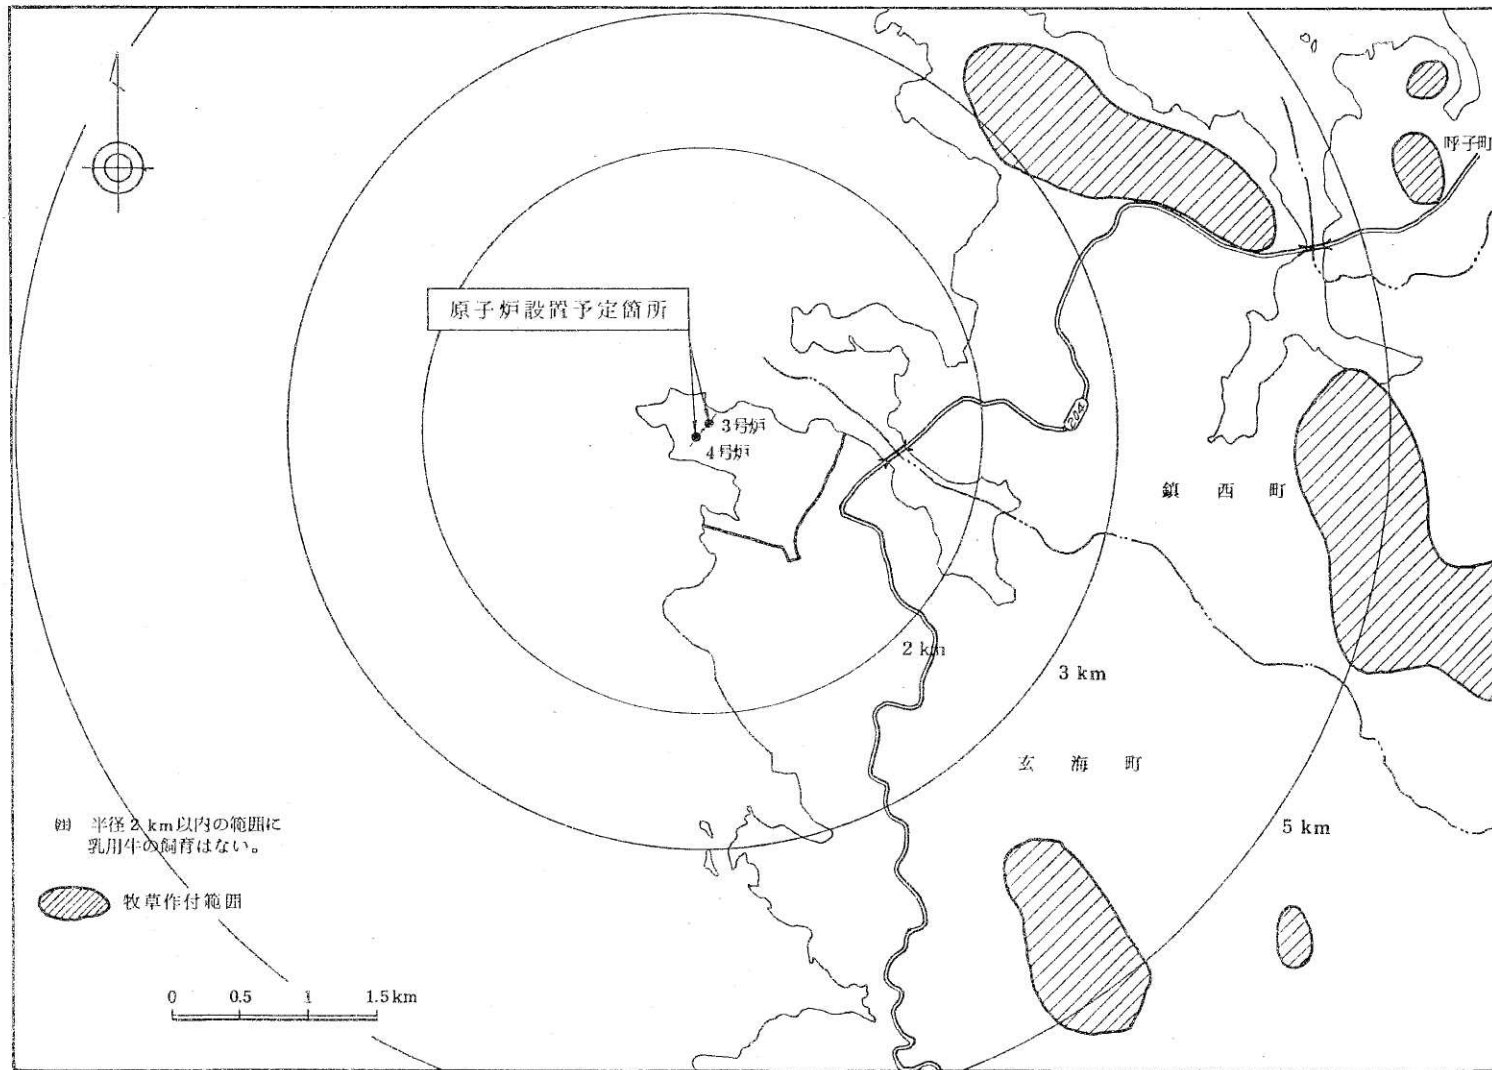 呼子町
原子炉設置予定箇所
3号炉
4号炉
204
鎮西町
2 km
3 km
玄海町
5 km
半径2 km以内の範囲に
乳用牛の飼育はない。
牧草作付範囲
0 0.5 1 1.5km